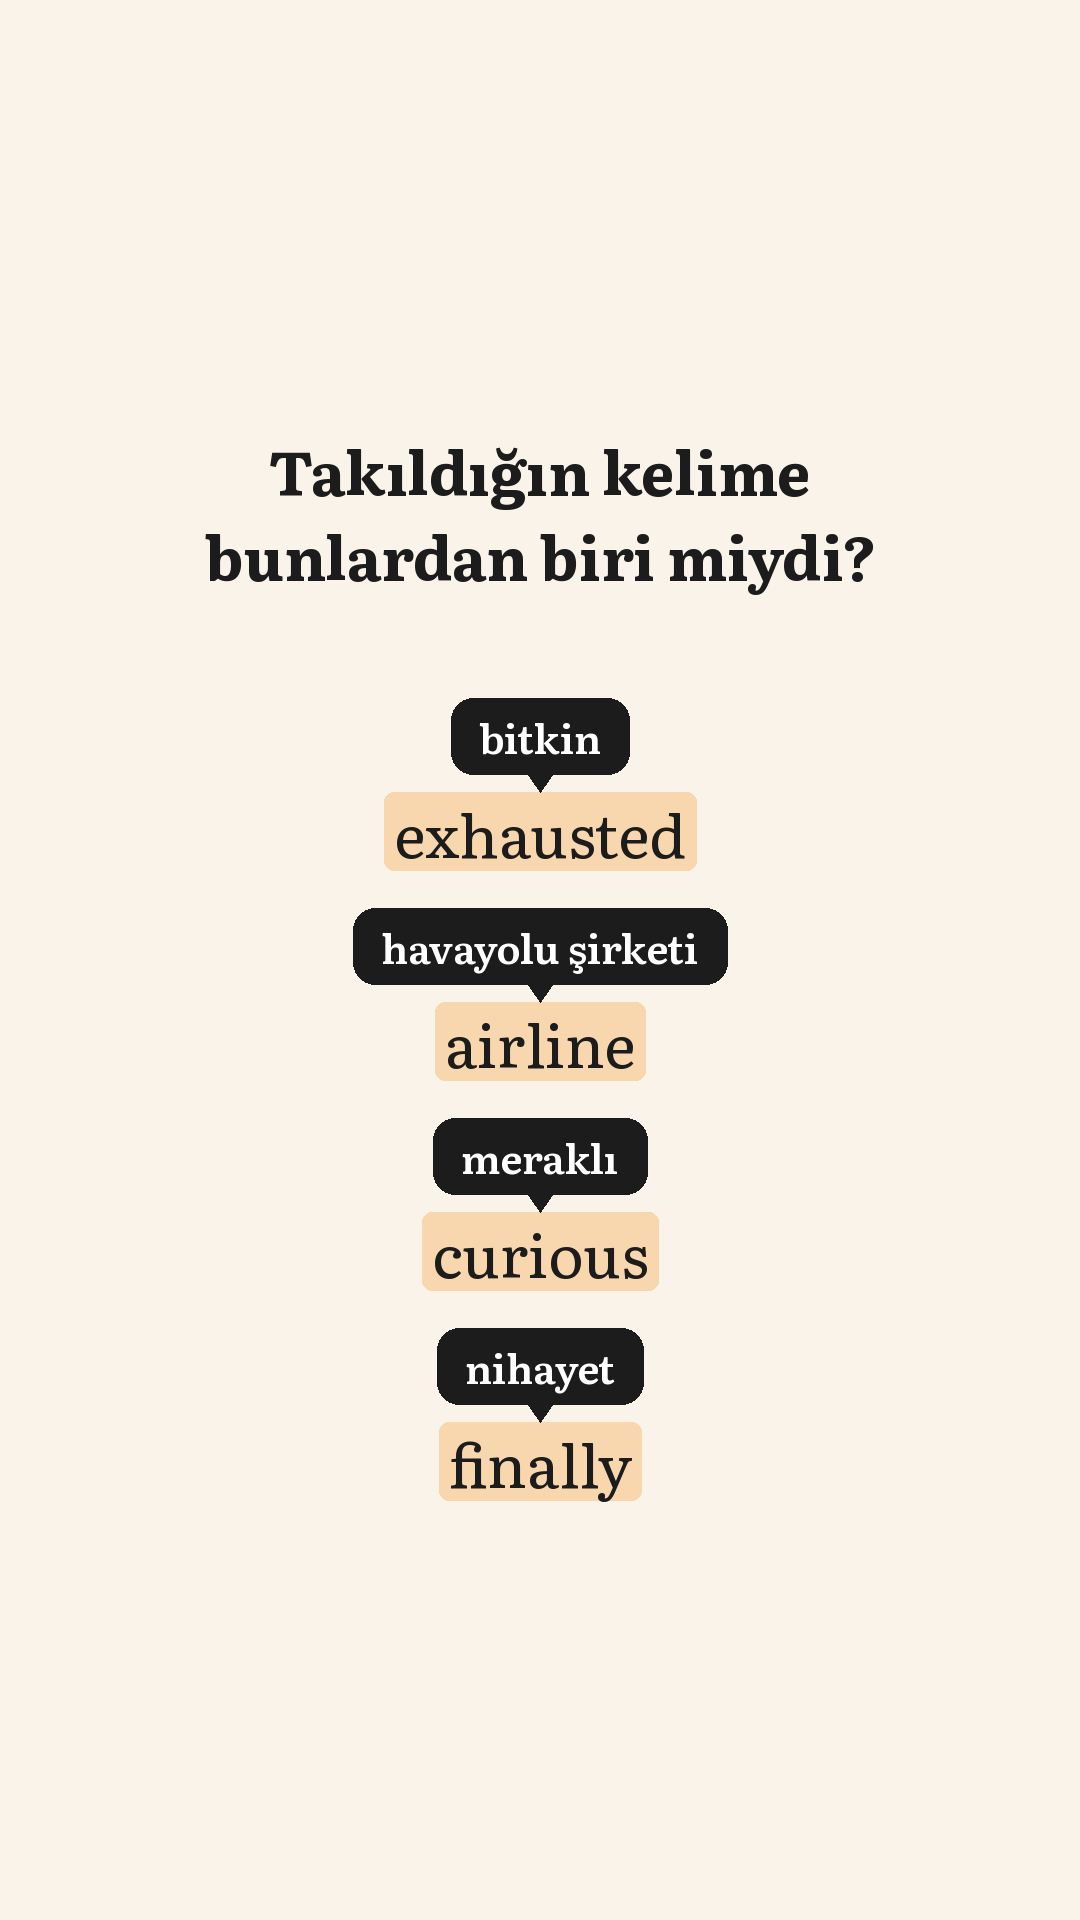 Takıldığın kelime
bunlardan biri miydi?
bitkin
exhausted
havayolu şirketi
airline
meraklı
curious
nihayet
finally